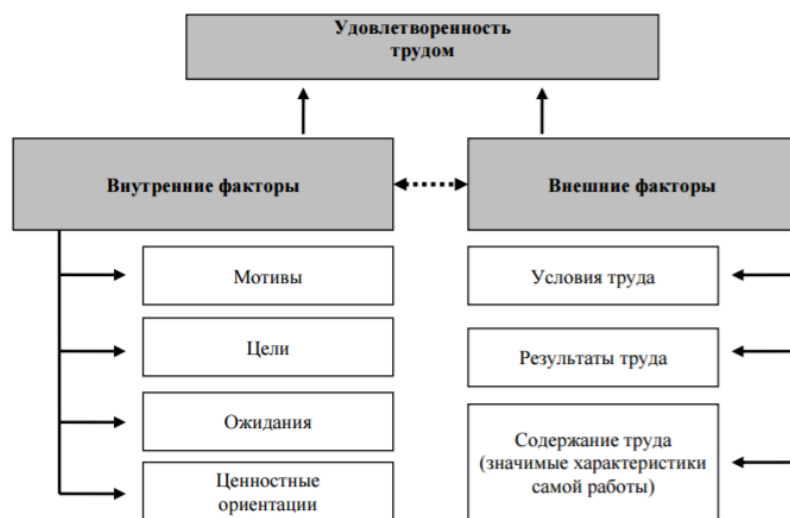 Удовлетворенность
трудом
Внутренние факторы
Внешние факторы
Мотивы
Цели
Ожидания
Ценностные
ориентации
Условия труда
Результаты труда
Содержание труда
(значимые характеристики
самой работы)